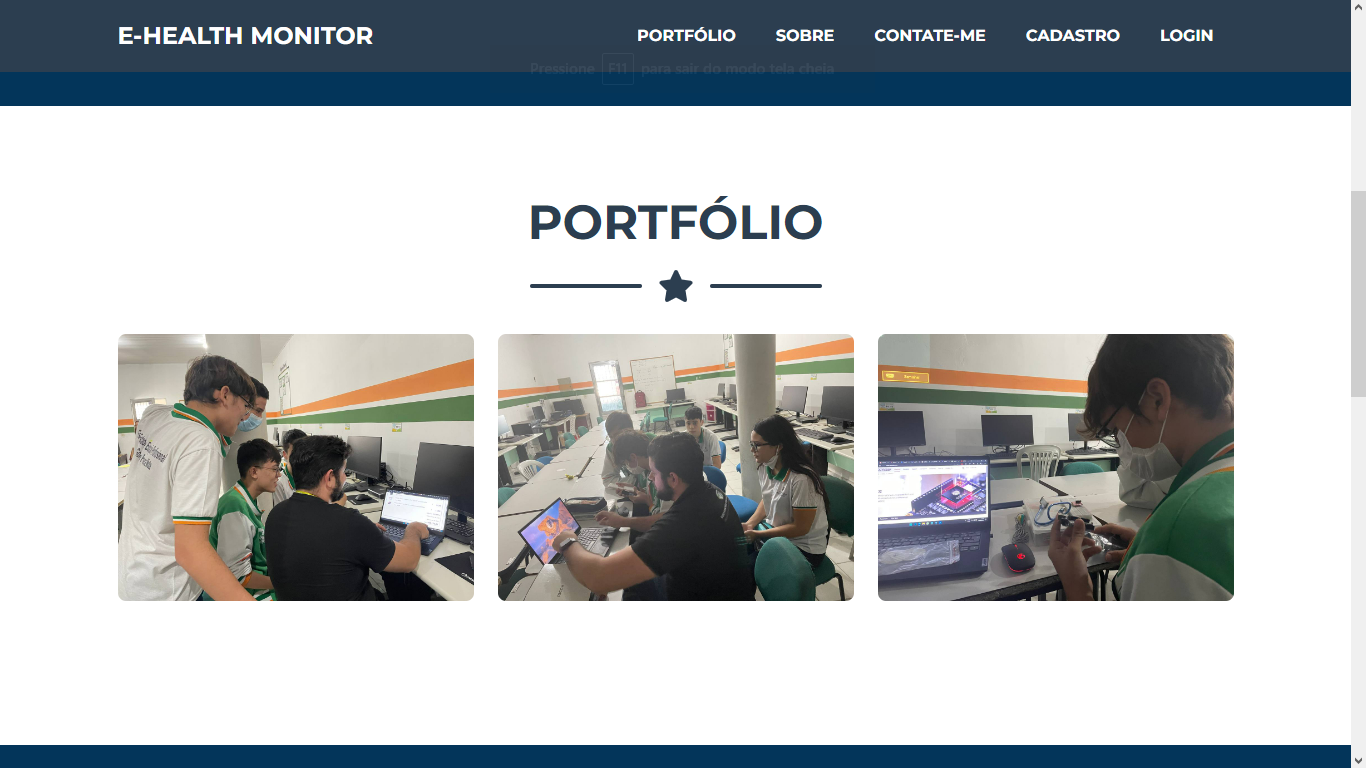 E-HEALTH MONITOR
PORTFÓLIO SOBRE CONTATE-ME CADASTRO LOGIN
Pressione F11 para sair do modo tela cheia
PORTFÓLIO